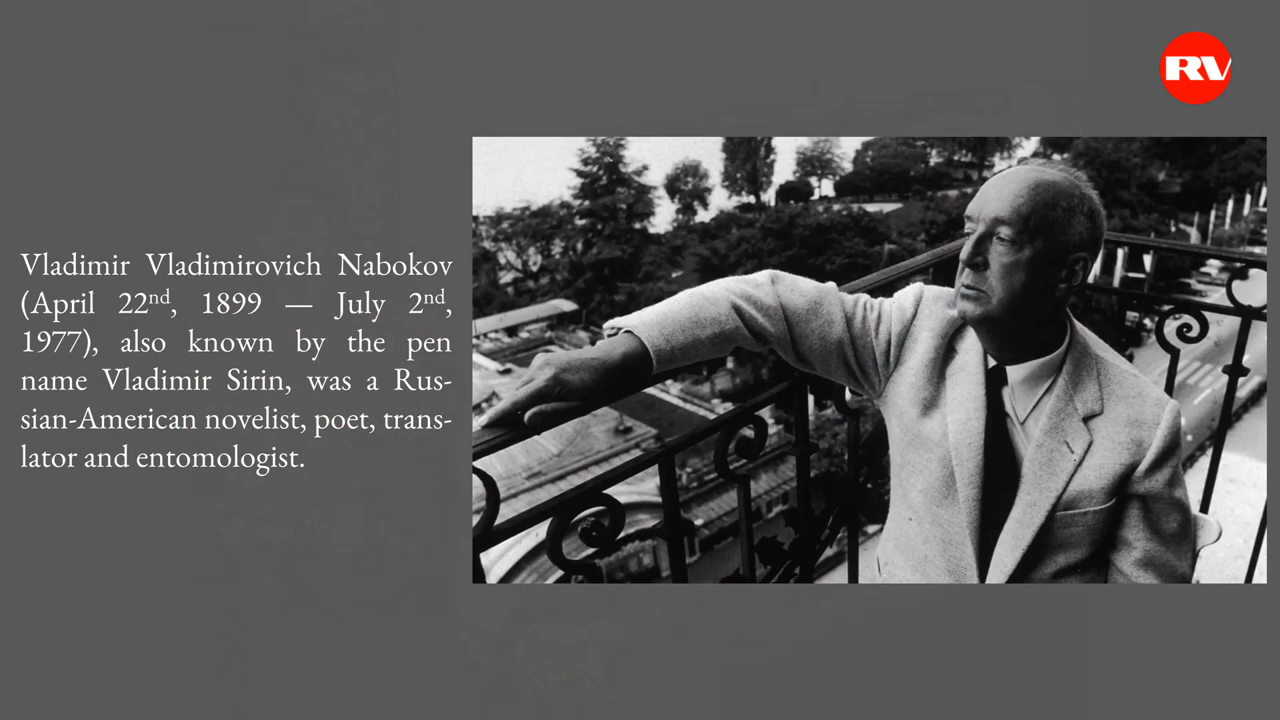 RV
Vladimir Vladimirovich Nabokov
(April 22nd, 1899 — July 2nd,
1977), also known by the pen
name Vladimir Sirin, was a Rus-
sian-American novelist, poet, trans-
lator and entomologist.